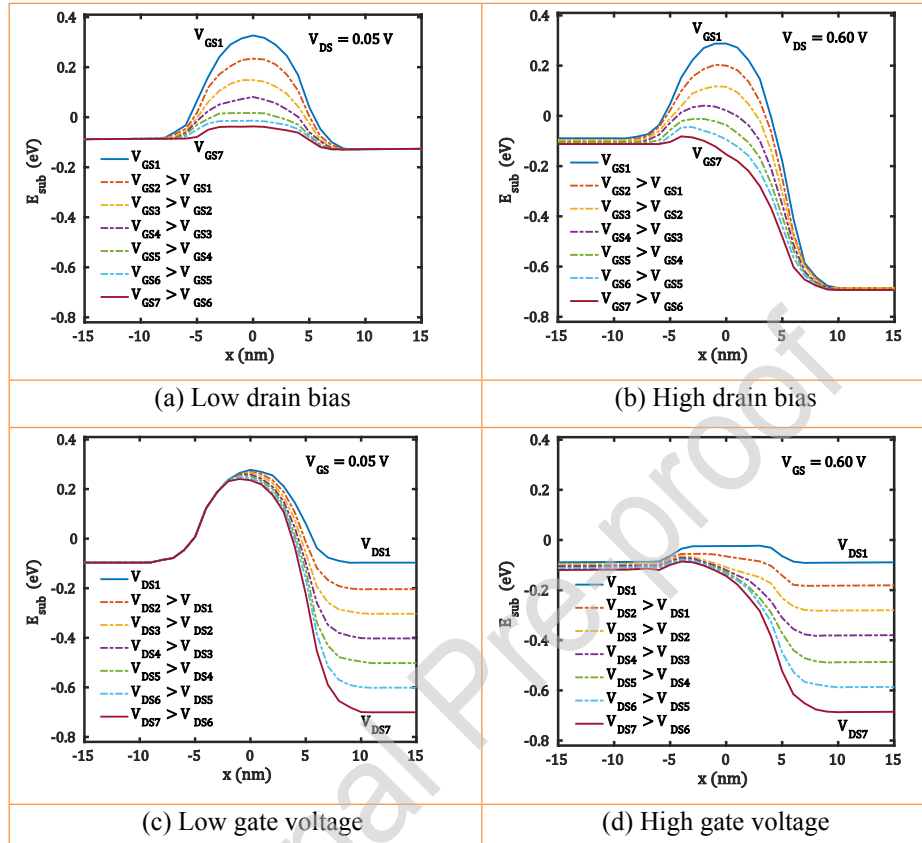 V_GS1
V_DS = 0.05 V
V_GS7
V_GS1
V_GS2 > V_GS1
V_GS3 > V_GS2
V_GS4 > V_GS3
V_GS5 > V_GS4
V_GS6 > V_GS5
V_GS7 > V_GS6
0.4
0.2
0
-0.2
-0.4
-0.6
-0.8
E_sub (eV)
-15 -10 -5 0 5 10 15
x (nm)
(a) Low drain bias
V_GS1
V_DS = 0.60 V
V_GS7
V_GS1
V_GS2 > V_GS1
V_GS3 > V_GS2
V_GS4 > V_GS3
V_GS5 > V_GS4
V_GS6 > V_GS5
V_GS7 > V_GS6
0.4
0.2
0
-0.2
-0.4
-0.6
-0.8
E_sub (eV)
-15 -10 -5 0 5 10 15
x (nm)
(b) High drain bias
V_GS = 0.05 V
V_DS1
V_DS1
V_DS2 > V_DS1
V_DS3 > V_DS2
V_DS4 > V_DS3
V_DS5 > V_DS4
V_DS6 > V_DS5
V_DS7 > V_DS6
V_DS7
0.4
0.2
0
-0.2
-0.4
-0.6
-0.8
E_sub (eV)
-15 -10 -5 0 5 10 15
x (nm)
(c) Low gate voltage
V_GS = 0.60 V
V_DS1
V_DS1
V_DS2 > V_DS1
V_DS3 > V_DS2
V_DS4 > V_DS3
V_DS5 > V_DS4
V_DS6 > V_DS5
V_DS7 > V_DS6
V_DS7
0.4
0.2
0
-0.2
-0.4
-0.6
-0.8
E_sub (eV)
-15 -10 -5 0 5 10 15
x (nm)
(d) High gate voltage
nal Pre-proof